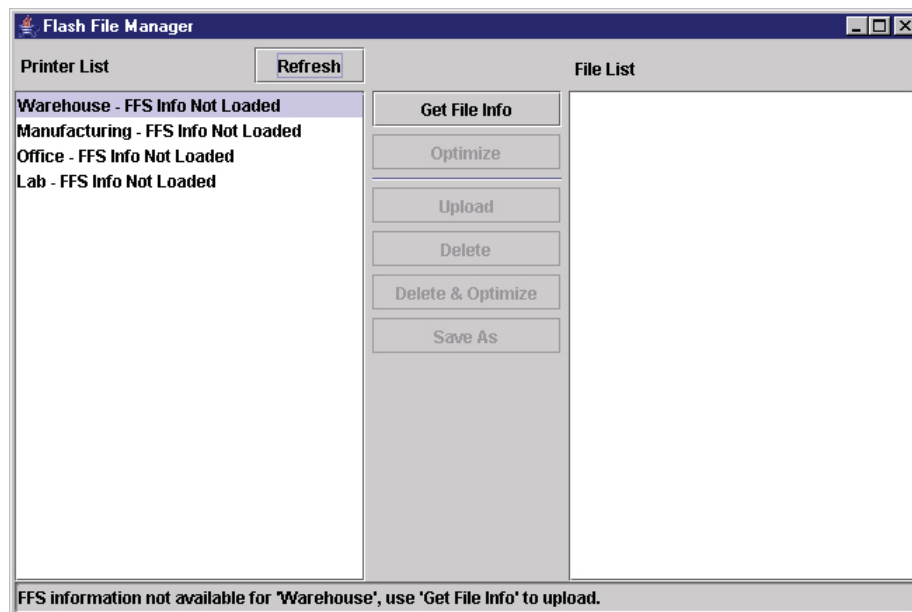 Flash File Manager
Printer List
Refresh
File List
Warehouse - FFS Info Not Loaded
Manufacturing - FFS Info Not Loaded
Office - FFS Info Not Loaded
Lab - FFS Info Not Loaded
Get File Info
Optimize
Upload
Delete
Delete & Optimize
Save As
FFS information not available for 'Warehouse', use 'Get File Info' to upload.